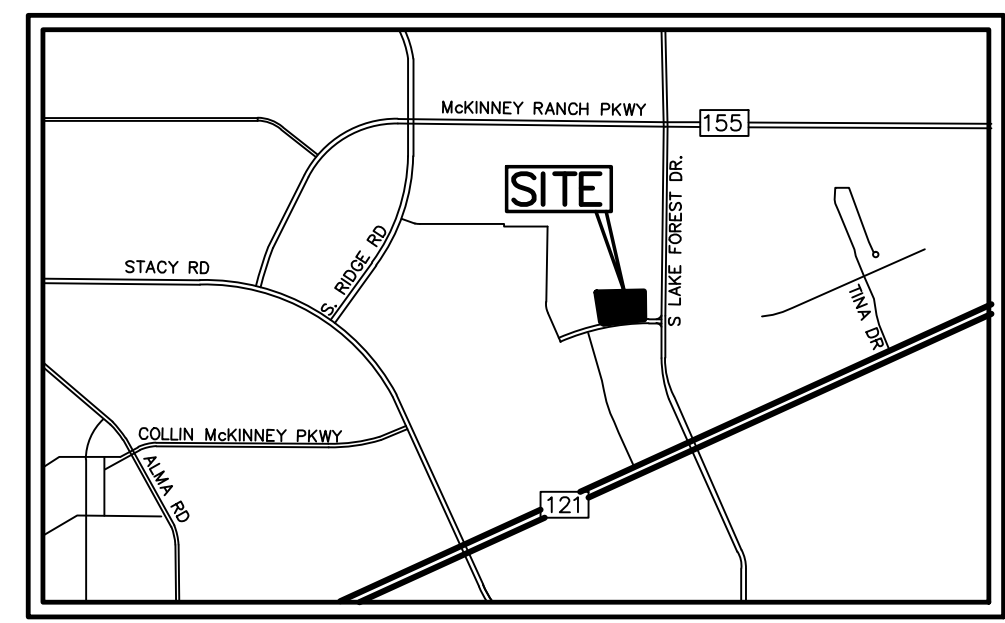 McKINNEY RANCH PKWY
155
SITE
S LAKE FOREST DR.
STACY RD
S. RIDGE RD
TINA DR
COLLIN McKINNEY PKWY
ALMA RD
121